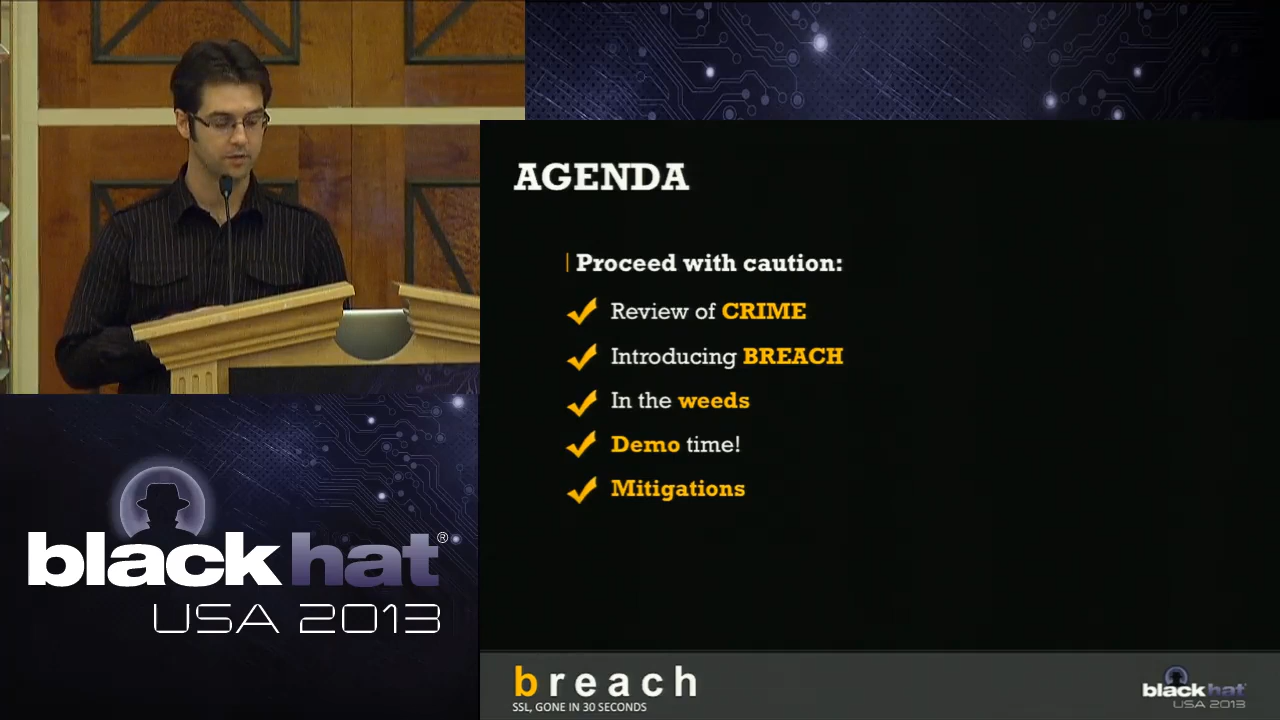 AGENDA
Proceed with caution:
Review of CRIME
Introducing BREACH
In the weeds
Demo time!
Mitigations
black hat®
USA 2013
breach
SSL, GONE IN 30 SECONDS
black hat
USA 2013